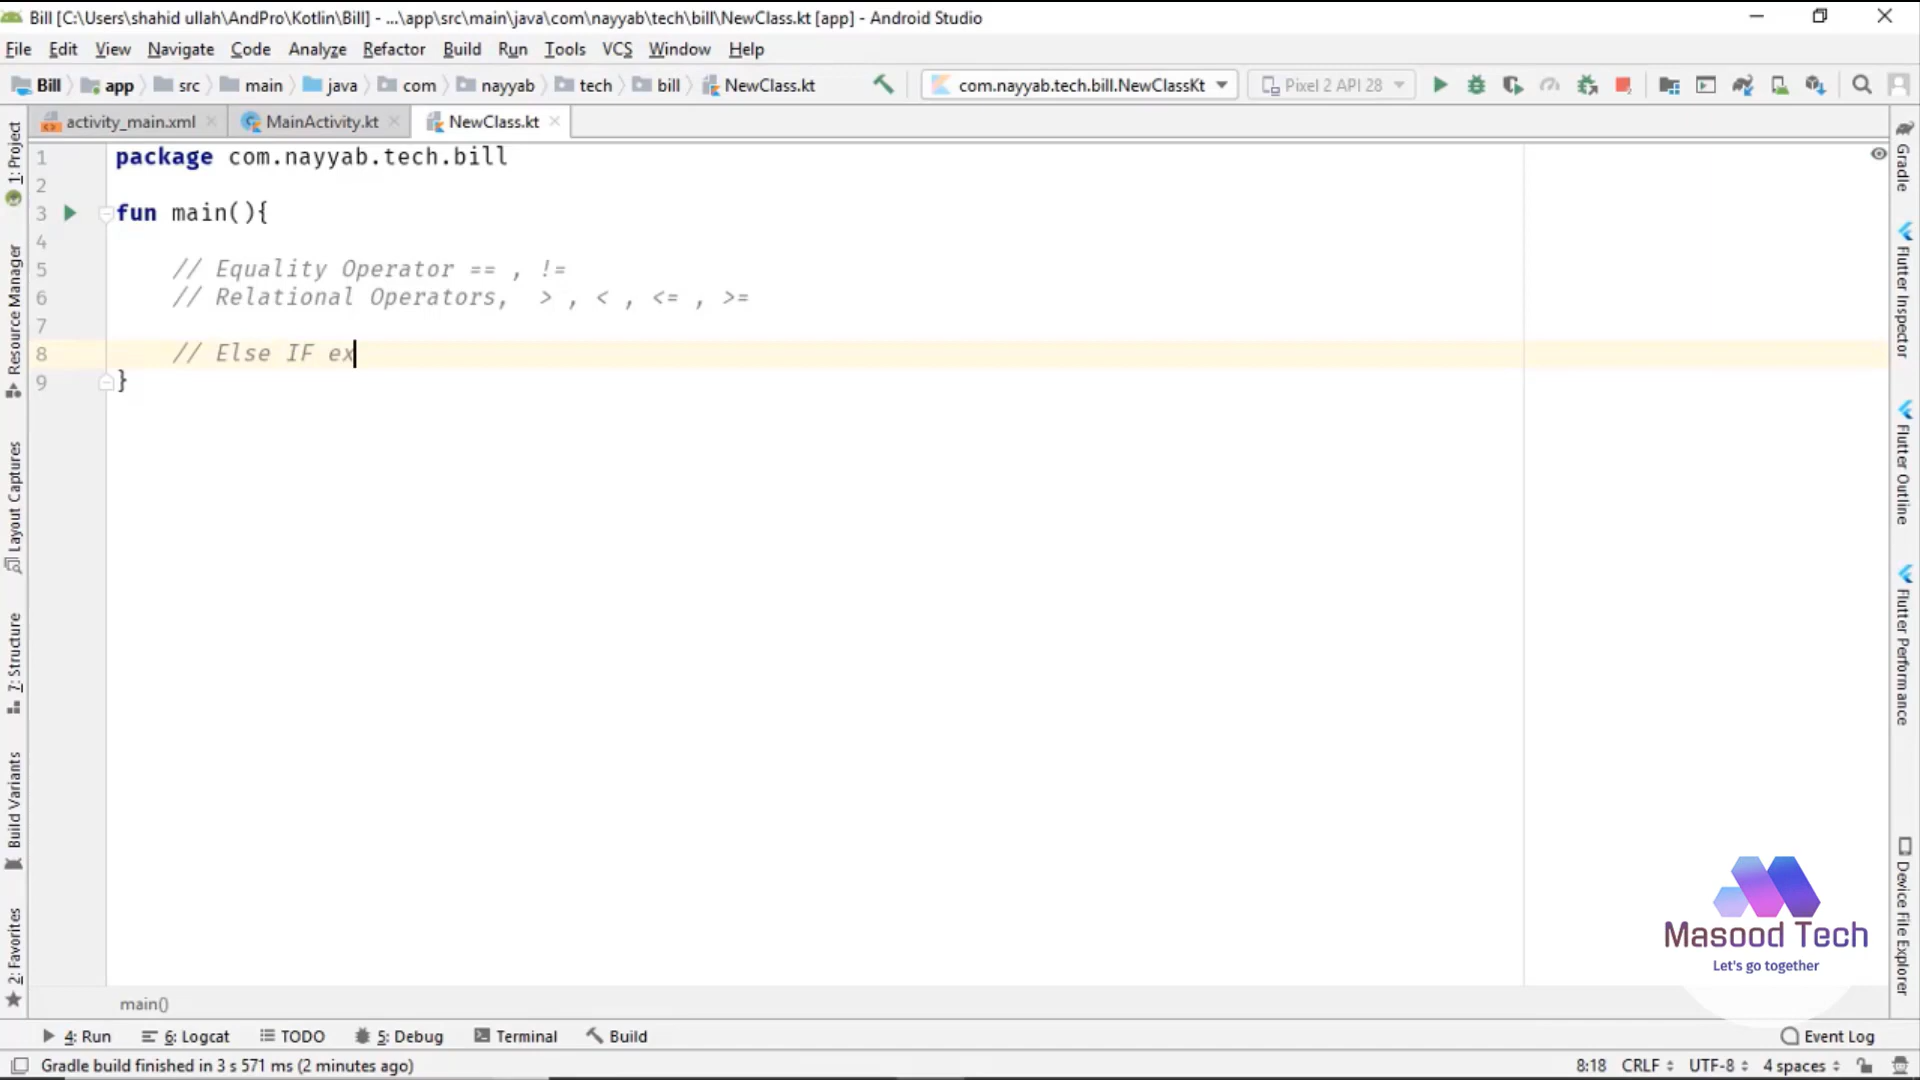 Bill [C:\Users\shahid ullah\AndPro\Kotlin\Bill] - ...\app\src\main\java\com\nayyab\tech\bill\NewClass.kt [app] - Android Studio
File Edit View Navigate Code Analyze Refactor Build Run Tools VCS Window Help
Bill app src main java com nayyab tech bill NewClass.kt com.nayyab.tech.bill.NewClassKt Pixel 2 API 28
activity_main.xml MainActivity.kt NewClass.kt
1 package com.nayyab.tech.bill
2
3 fun main(){
4
5 // Equality Operator == , !=
6 // Relational Operators, > , < , <= , >=
7
8 // Else IF ex
9 }
1: Project
Resource Manager
Layout Captures
7: Structure
Build Variants
2: Favorites
Gradle
Flutter Inspector
Flutter Outline
Flutter Performance
Device File Explorer
Masood Tech
Let's go together
main()
4: Run 6: Logcat TODO 5: Debug Terminal Build Event Log
Gradle build finished in 3 s 571 ms (2 minutes ago) 8:18 CRLF UTF-8 4 spaces